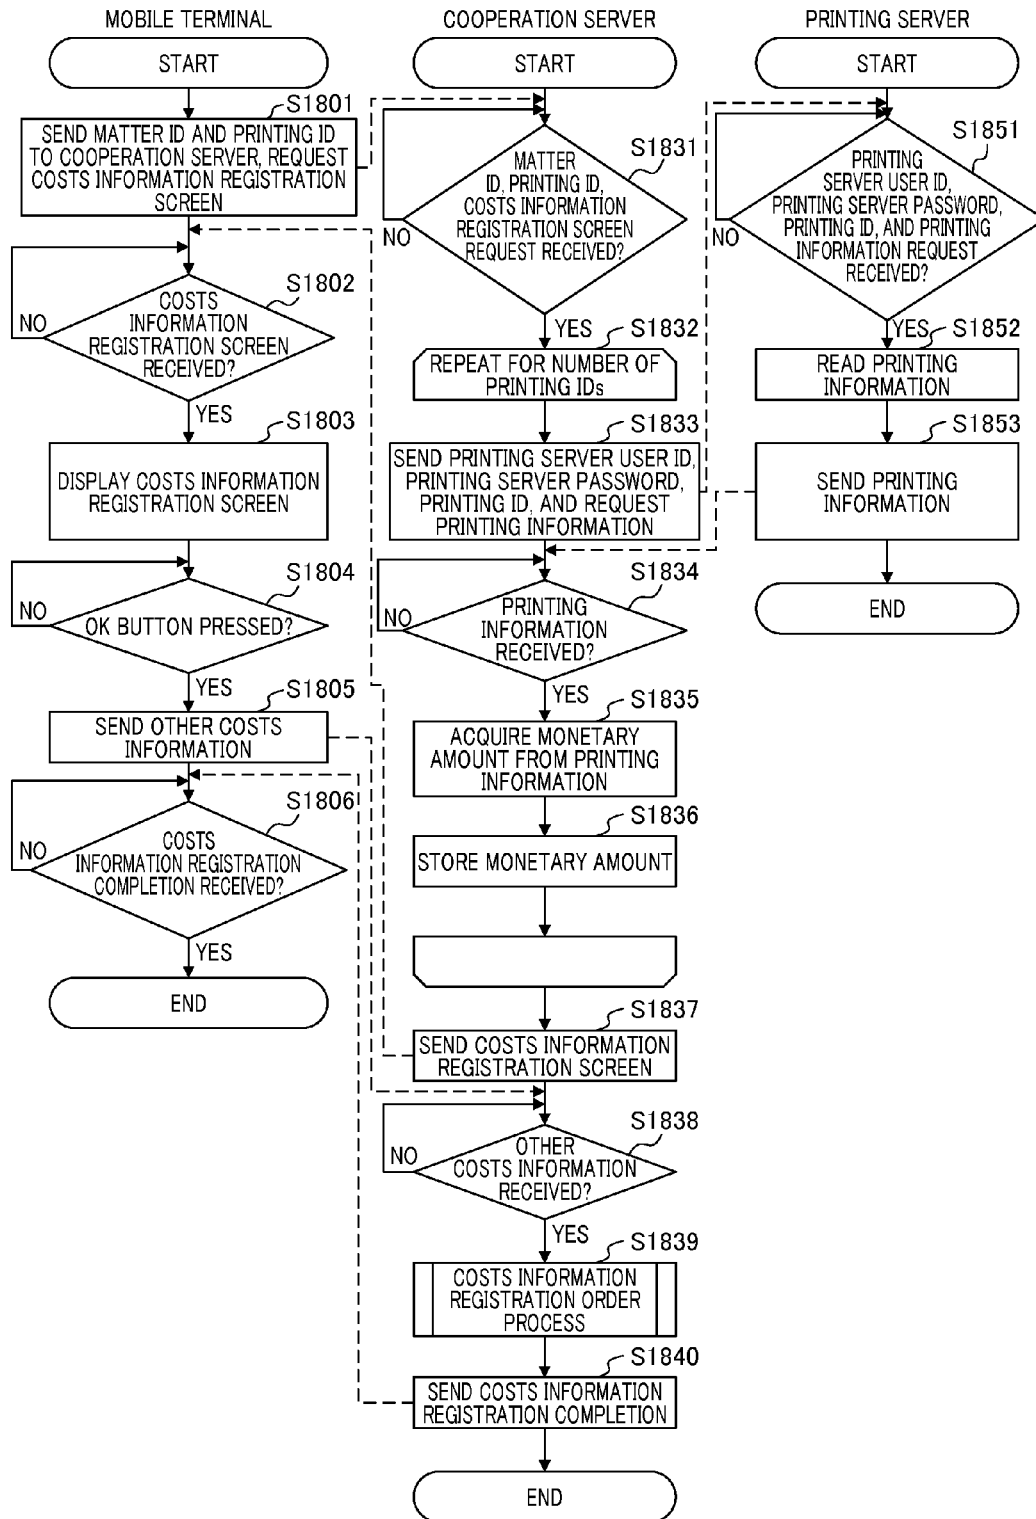 MOBILE TERMINAL
START
S1801
SEND MATTER ID AND PRINTING ID
TO COOPERATION SERVER, REQUEST
COSTS INFORMATION REGISTRATION
SCREEN
S1802
COSTS
INFORMATION
REGISTRATION SCREEN
RECEIVED?
NO
YES
S1803
DISPLAY COSTS INFORMATION
REGISTRATION SCREEN
S1804
OK BUTTON PRESSED?
NO
YES
S1805
SEND OTHER COSTS
INFORMATION
S1806
COSTS
INFORMATION REGISTRATION
COMPLETION RECEIVED?
NO
YES
END
COOPERATION SERVER
START
S1831
MATTER
ID, PRINTING ID,
COSTS INFORMATION
REGISTRATION SCREEN
REQUEST RECEIVED?
NO
YES
S1832
REPEAT FOR NUMBER OF
PRINTING IDs
S1833
SEND PRINTING SERVER USER ID,
PRINTING SERVER PASSWORD,
PRINTING ID, AND REQUEST
PRINTING INFORMATION
S1834
PRINTING
INFORMATION
RECEIVED?
NO
YES
S1835
ACQUIRE MONETARY
AMOUNT FROM PRINTING
INFORMATION
S1836
STORE MONETARY AMOUNT
S1837
SEND COSTS INFORMATION
REGISTRATION SCREEN
S1838
OTHER
COSTS INFORMATION
RECEIVED?
NO
YES
S1839
COSTS INFORMATION
REGISTRATION ORDER
PROCESS
S1840
SEND COSTS INFORMATION
REGISTRATION COMPLETION
END
PRINTING SERVER
START
S1851
PRINTING
SERVER USER ID,
PRINTING SERVER PASSWORD,
PRINTING ID, AND PRINTING
INFORMATION REQUEST
RECEIVED?
NO
YES
S1852
READ PRINTING
INFORMATION
S1853
SEND PRINTING
INFORMATION
END